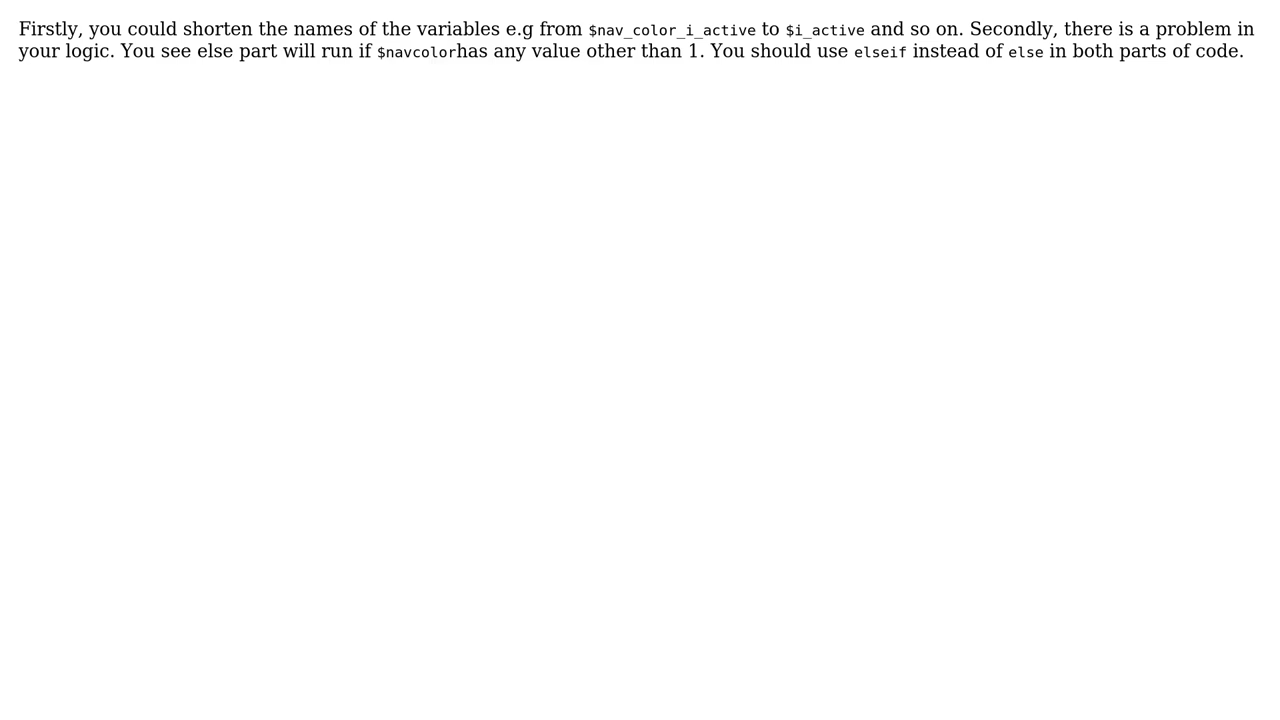 Firstly, you could shorten the names of the variables e.g from $nav_color_i_active to $i_active and so on. Secondly, there is a problem in
your logic. You see else part will run if $navcolorhas any value other than 1. You should use elseif instead of else in both parts of code.